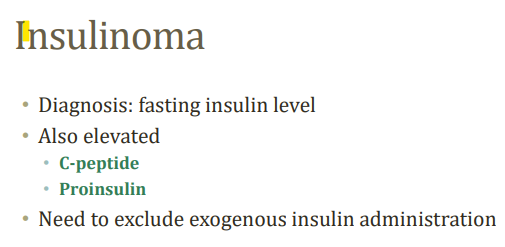 Insulinoma
• Diagnosis: fasting insulin level
• Also elevated
• C-peptide
• Proinsulin
• Need to exclude exogenous insulin administration